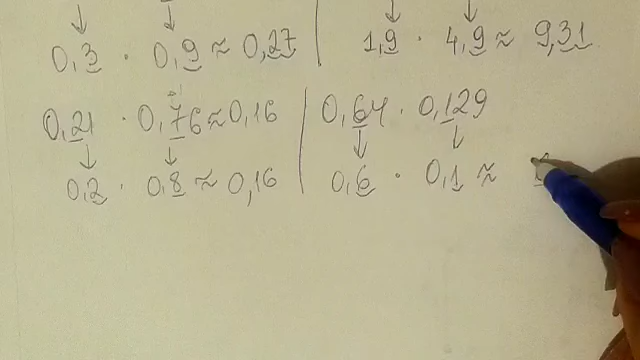 0,3 · 0,9 ≈ 0,27
1,9 · 4,9 ≈ 9,31
0,21 · 0,76 ≈ 0,16
0,64 · 0,129
0,2 · 0,8 ≈ 0,16
0,6 · 0,1 ≈